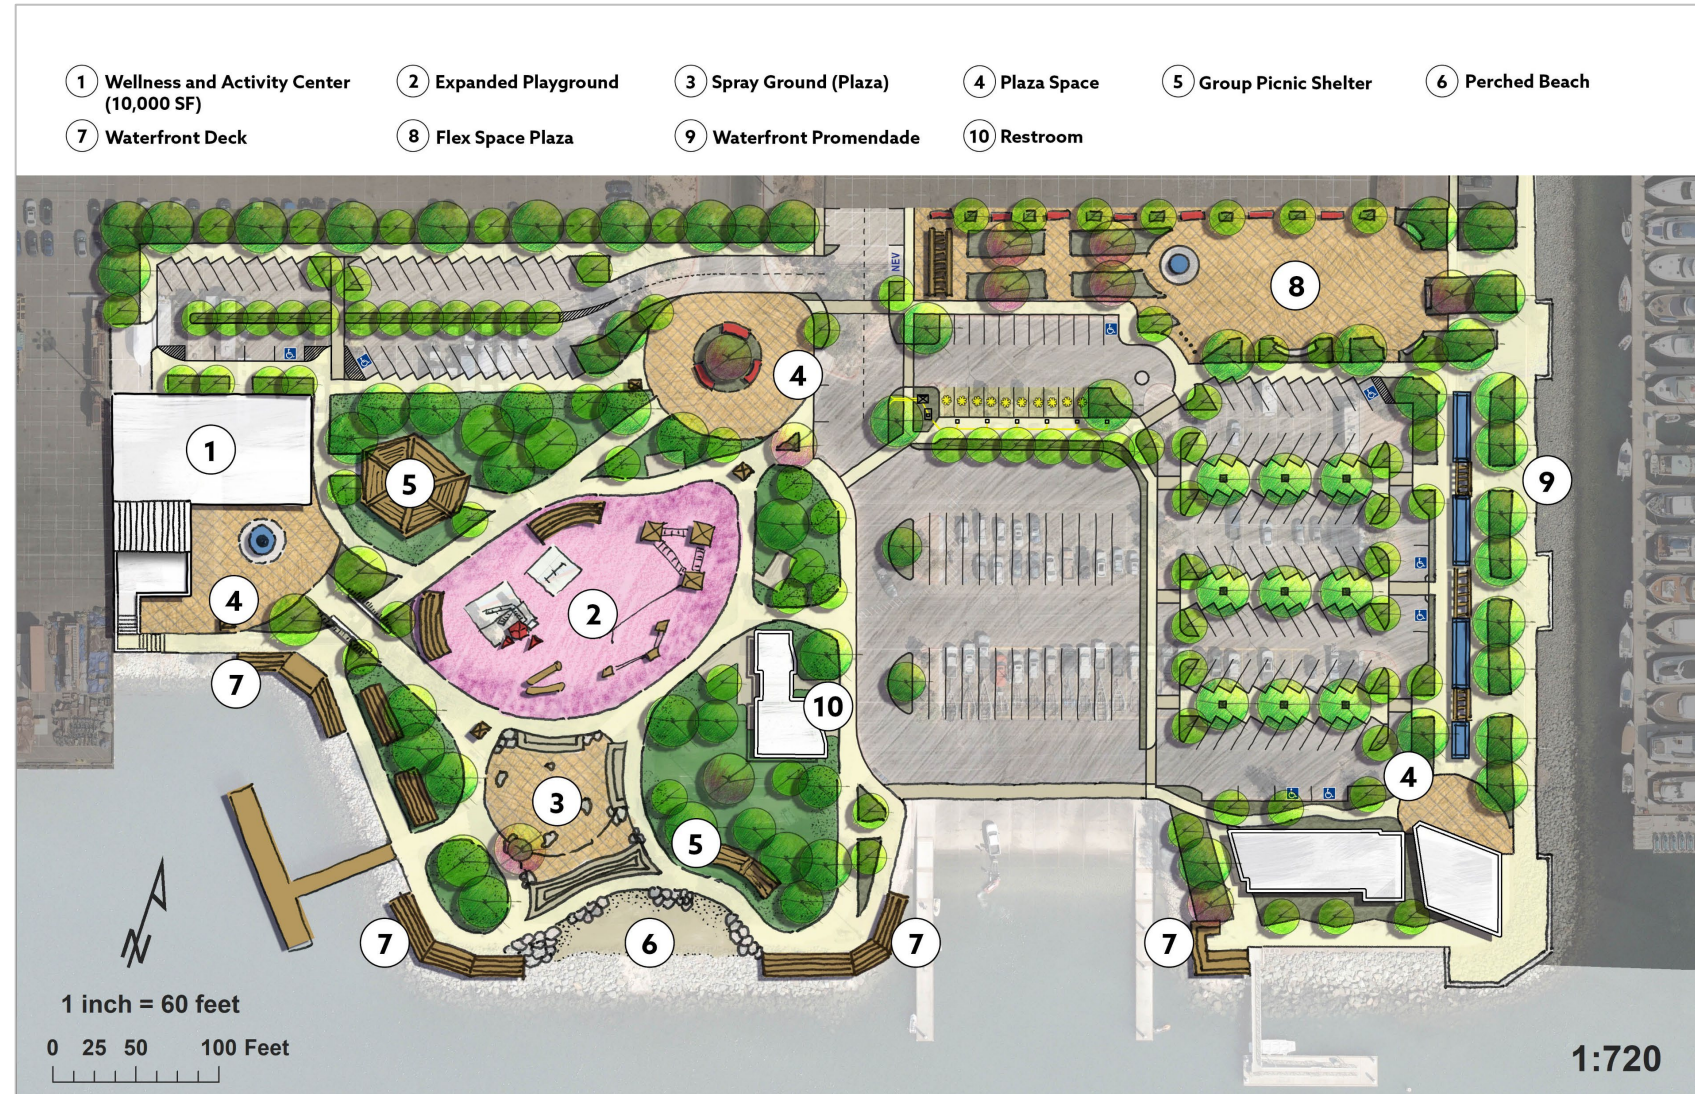 1 Wellness and Activity Center
(10,000 SF)
2 Expanded Playground
3 Spray Ground (Plaza)
4 Plaza Space
5 Group Picnic Shelter
6 Perched Beach
7 Waterfront Deck
8 Flex Space Plaza
9 Waterfront Promendade
10 Restroom
NEV
8
4
1
5
9
2
4
7
10
4
3
5
7
6
7
7
N
1 inch = 60 feet
0 25 50 100 Feet
1:720